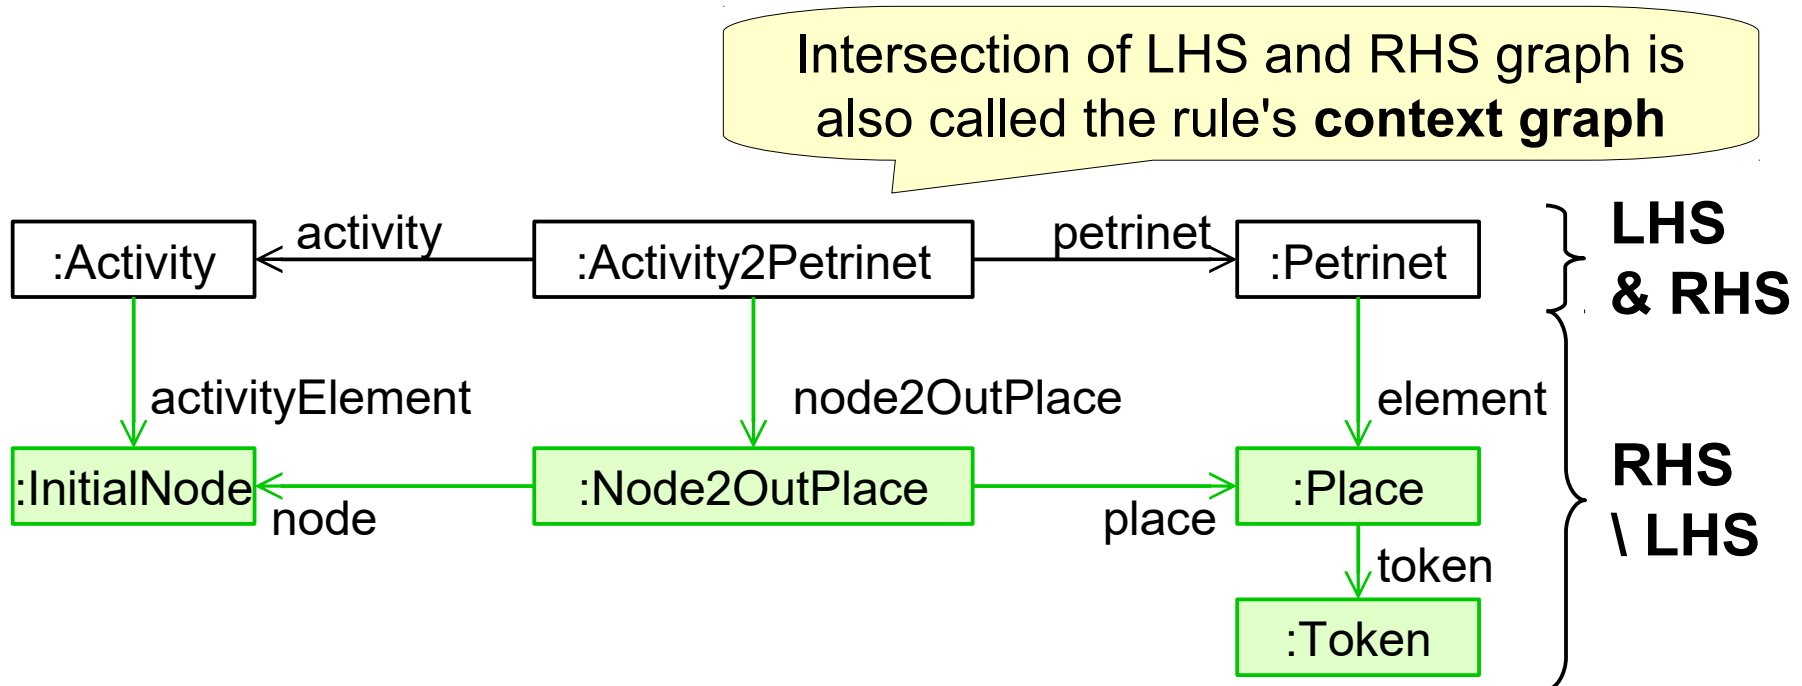 Intersection of LHS and RHS graph is
also called the rule's context graph
activity
petrinet
:Activity
:Activity2Petrinet
:Petrinet
LHS
& RHS
activityElement
node2OutPlace
element
:InitialNode
:Node2OutPlace
:Place
node
place
RHS
\ LHS
token
:Token